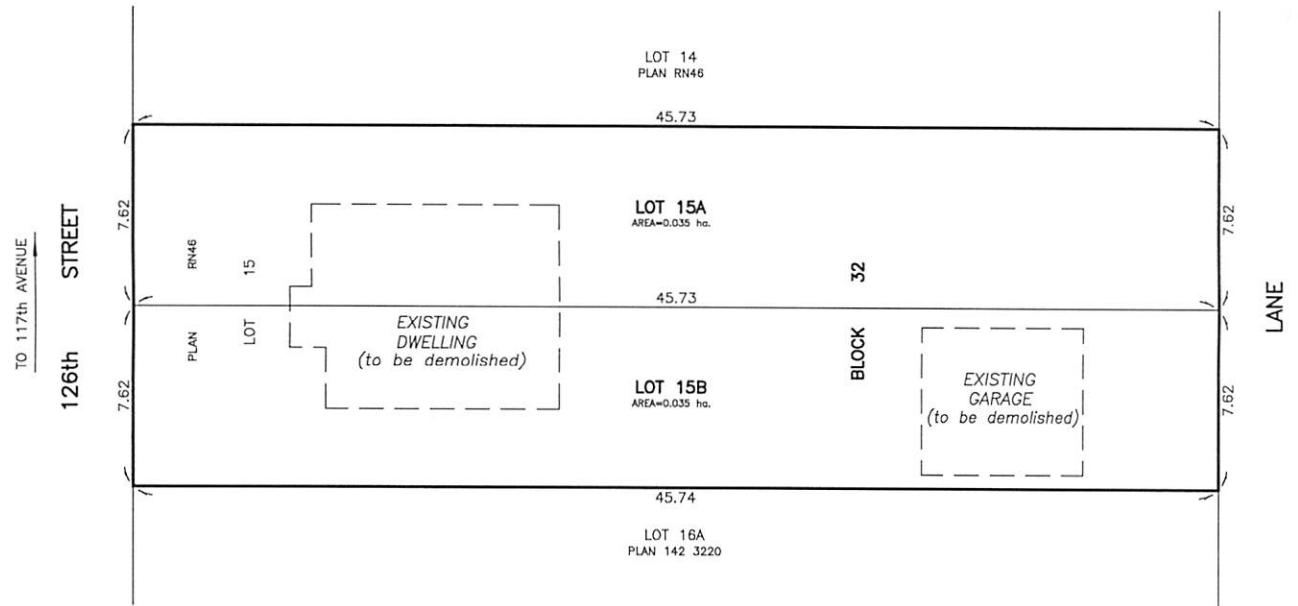 LOT 14
PLAN RN46
45.73
7.62
LOT 15A
AREA=0.035 ha.
7.62
TO 117th AVENUE
126th STREET
PLAN RN46
LOT 15
45.73
BLOCK 32
LANE
EXISTING
DWELLING
(to be demolished)
7.62
LOT 15B
AREA=0.035 ha.
EXISTING
GARAGE
(to be demolished)
7.62
45.74
LOT 16A
PLAN 142 3220